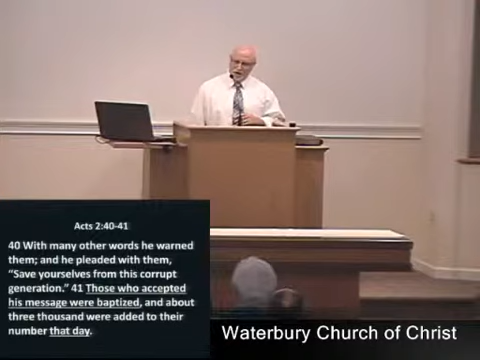 Acts 2:40-41
40 With many other words he warned
them; and he pleaded with them,
“Save yourselves from this corrupt
generation.” 41 Those who accepted
his message were baptized, and about
three thousand were added to their
number that day.
Waterbury Church of Christ